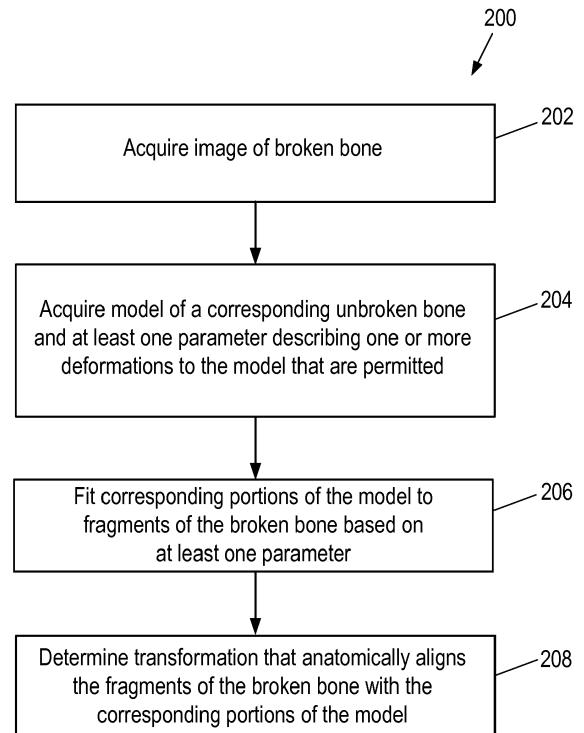 200
202
Acquire image of broken bone
204
Acquire model of a corresponding unbroken bone
and at least one parameter describing one or more
deformations to the model that are permitted
206
Fit corresponding portions of the model to
fragments of the broken bone based on
at least one parameter
208
Determine transformation that anatomically aligns
the fragments of the broken bone with the
corresponding portions of the model